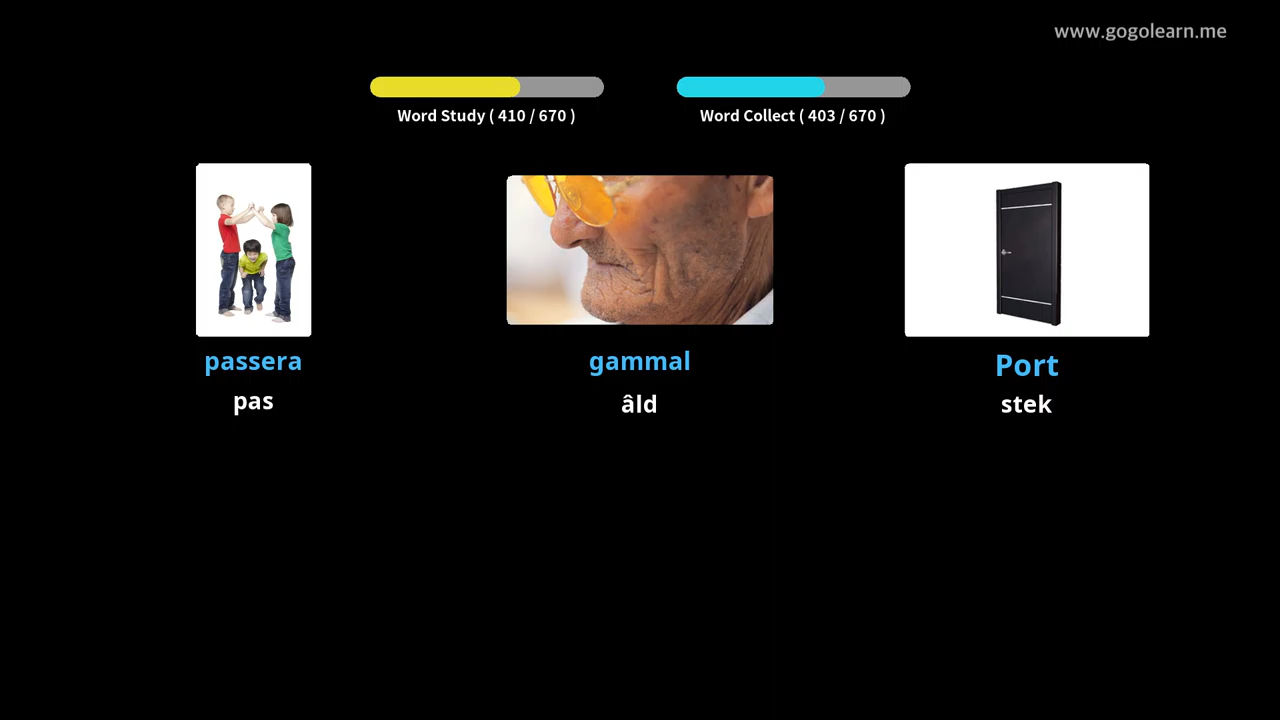 www.gogolearn.me
Word Study ( 410 / 670 )
Word Collect ( 403 / 670 )
passera
gammal
Port
pas
âld
stek